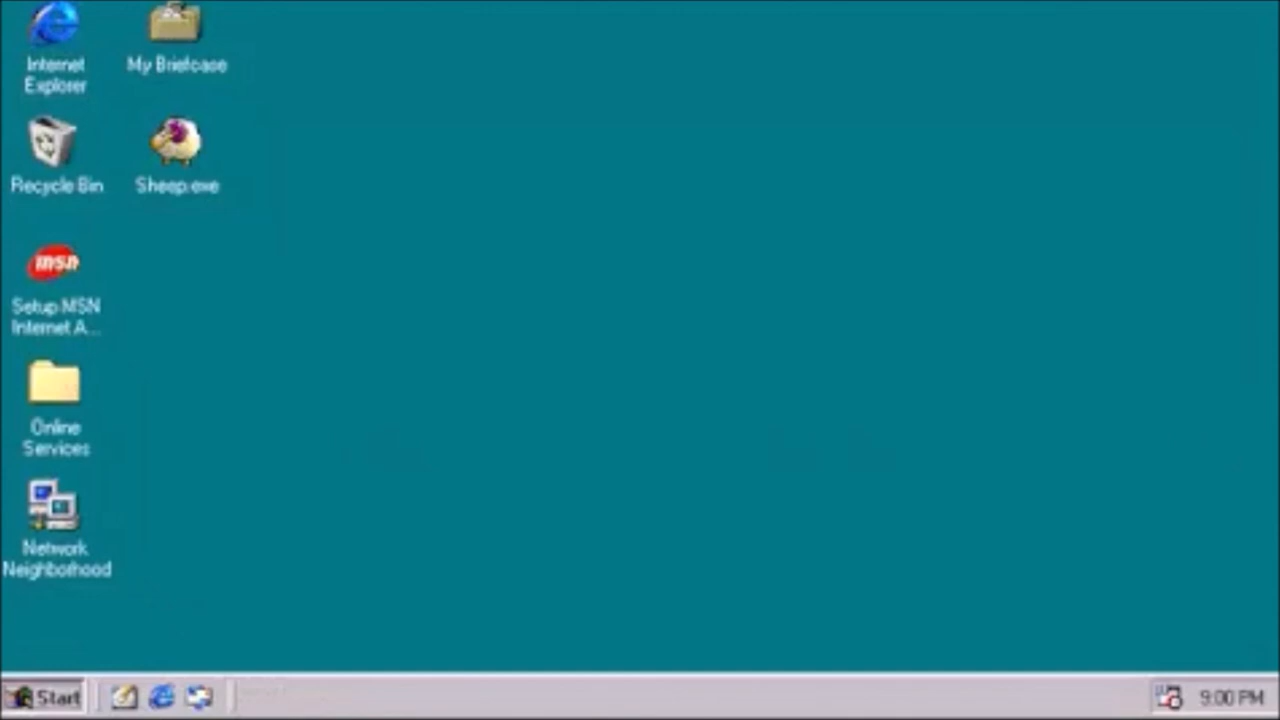 Internet
Explorer
My Briefcase
Recycle Bin
Sheep.exe
msn
Setup MSN
Internet A...
Online
Services
Network
Neighborhood
Start
9:00 PM